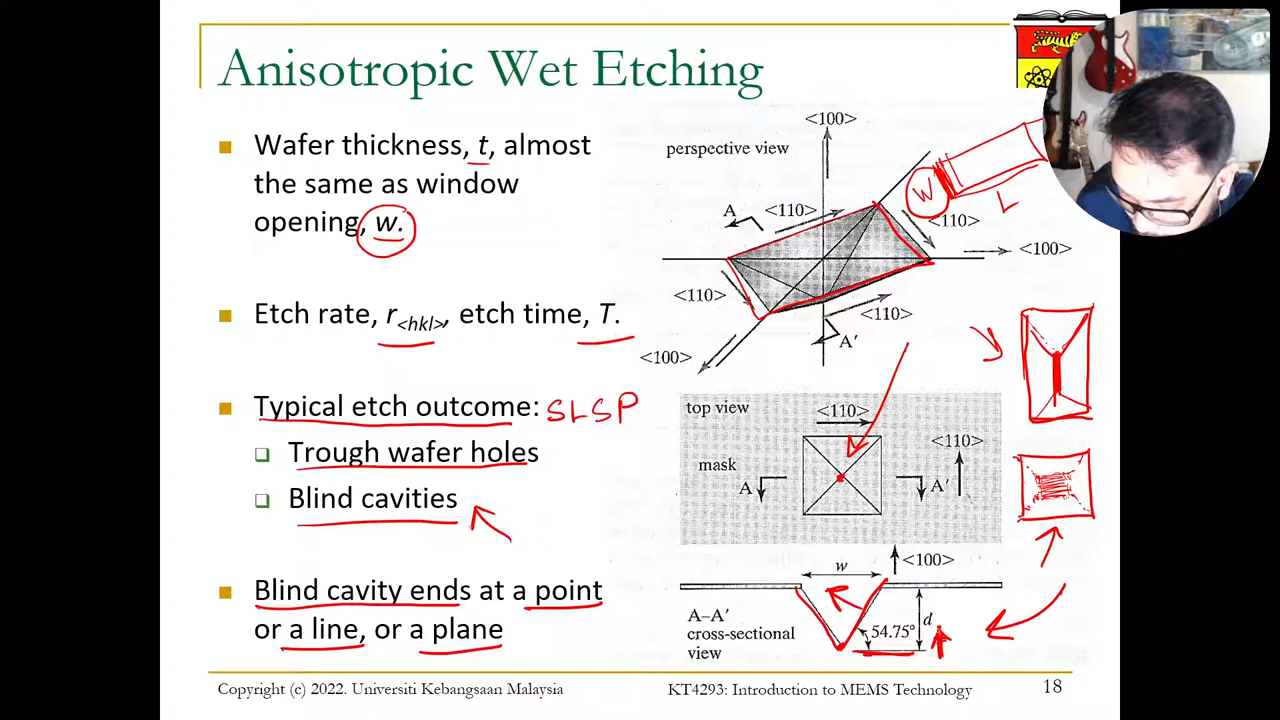 Anisotropic Wet Etching
Wafer thickness, t, almost
the same as window
opening, w.
Etch rate, r<hkl>, etch time, T.
Typical etch outcome: SLSP
Trough wafer holes
Blind cavities
Blind cavity ends at a point
or a line, or a plane
<100>
perspective view
W
L
A
<110>
<110>
<100>
<110>
<110>
<100>
A'
top view
<110>
<110>
mask
A
A'
<100>
w
A–A'
cross-sectional
view
54.75°
d
Copyright (c) 2022. Universiti Kebangsaan Malaysia
KT4293: Introduction to MEMS Technology
18